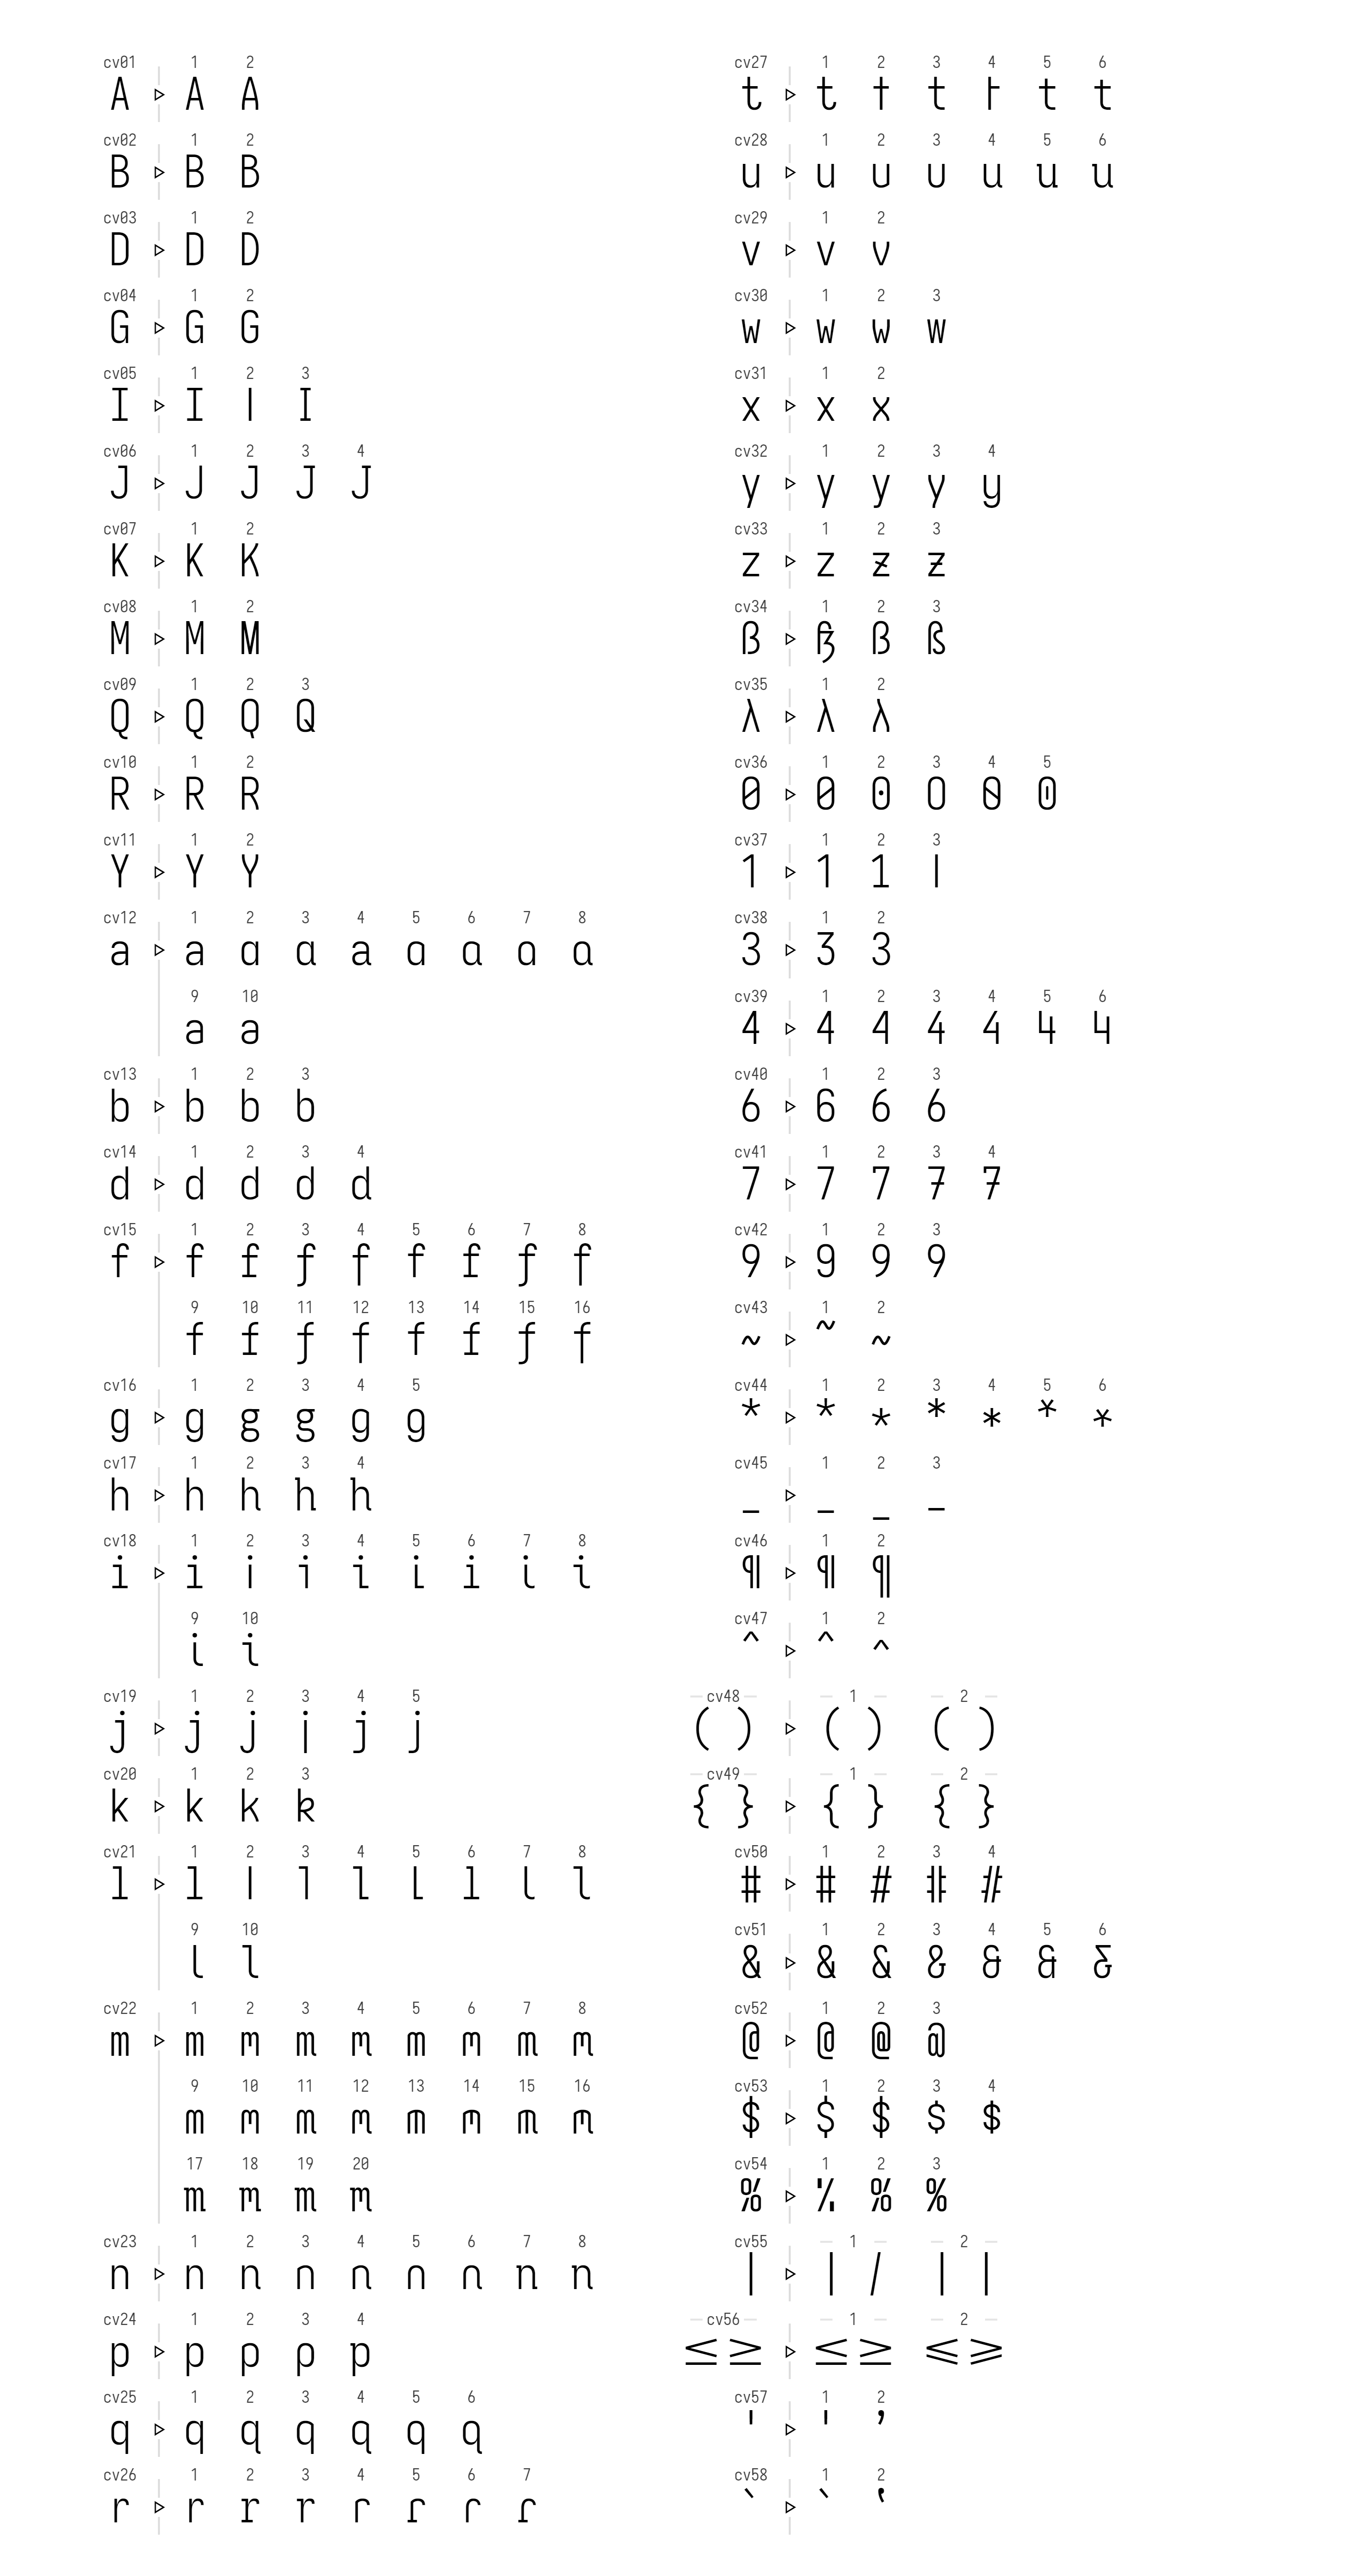 cv01 1 2
A A A
cv02 1 2
B B B
cv03 1 2
D D D
cv04 1 2
G G G
cv05 1 2 3
I I I I
cv06 1 2 3 4
J J J J J
cv07 1 2
K K K
cv08 1 2
M M M
cv09 1 2 3
Q Q Q Q
cv10 1 2
R R R
cv11 1 2
Y Y Y
cv12 1 2 3 4 5 6 7 8
a a a a a a a a a
9 10
a a
cv13 1 2 3
b b b b
cv14 1 2 3 4
d d d d d
cv15 1 2 3 4 5 6 7 8
f f f f f f f f f
9 10 11 12 13 14 15 16
f f f f f f f f
cv16 1 2 3 4 5
g g g g g g
cv17 1 2 3 4
h h h h h
cv18 1 2 3 4 5 6 7 8
i i i i i i i i i
9 10
i i
cv19 1 2 3 4 5
j j j j j j
cv20 1 2 3
k k k k
cv21 1 2 3 4 5 6 7 8
l l l l l l l l l
9 10
l l
cv22 1 2 3 4 5 6 7 8
m m m m m m m m m
9 10 11 12 13 14 15 16
m m m m m m m m
17 18 19 20
m m m m
cv23 1 2 3 4 5 6 7 8
n n n n n n n n n
cv24 1 2 3 4
p p p p p
cv25 1 2 3 4 5 6
q q q q q q q
cv26 1 2 3 4 5 6 7
r r r r r r r r
cv27 1 2 3 4 5 6
t t t t t t t
cv28 1 2 3 4 5 6
u u u u u u u
cv29 1 2
v v v
cv30 1 2 3
w w w w
cv31 1 2
x x x
cv32 1 2 3 4
y y y y y
cv33 1 2 3
z z z z
cv34 1 2 3
ß ß ß ß
cv35 1 2
λ λ λ
cv36 1 2 3 4 5
0 0 0 0 0 0
cv37 1 2 3
1 1 1 1
cv38 1 2
3 3 3
cv39 1 2 3 4 5 6
4 4 4 4 4 4 4
cv40 1 2 3
6 6 6 6
cv41 1 2 3 4
7 7 7 7 7
cv42 1 2 3
9 9 9 9
cv43 1 2
~ ~ ~
cv44 1 2 3 4 5 6
* * * * * * *
cv45 1 2 3
_ _ _ _
cv46 1 2
¶ ¶ ¶
cv47 1 2
^ ^ ^
cv48 1 2
( ) ( ) ( )
cv49 1 2
{ } { } { }
cv50 1 2 3 4
# # # # #
cv51 1 2 3 4 5 6
& & & & & & &
cv52 1 2 3
@ @ @ @
cv53 1 2 3 4
$ $ $ $ $
cv54 1 2 3
% % % %
cv55 1 2
| | / | |
cv56 1 2
≤ ≥ ≤ ≥ ⩽ ⩾
cv57 1 2
' ' '
cv58 1 2
` ` `